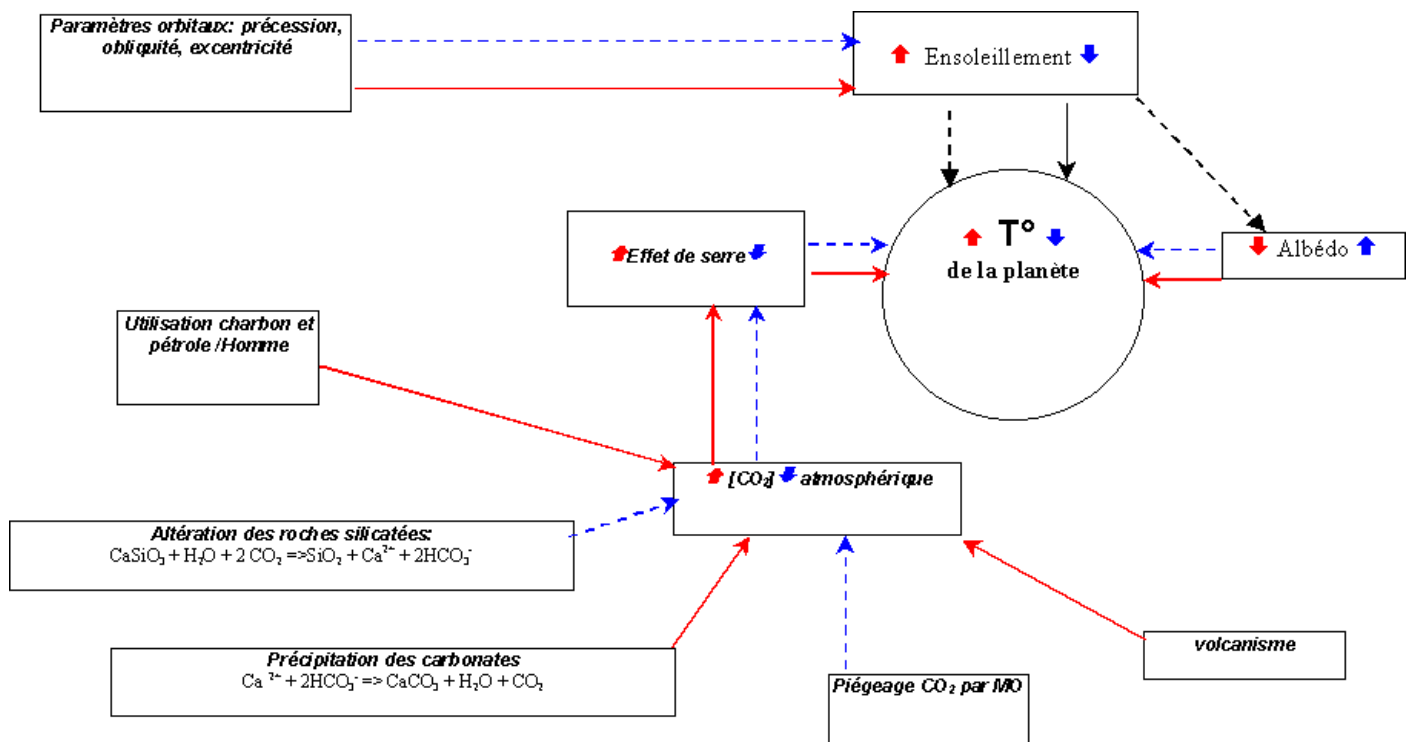 Paramètres orbitaux: précession,
obliquité, excentricité
Ensoleillement
T°
de la planète
Effet de serre
Albédo
Utilisation charbon et
pétrole /Homme
[CO₂] atmosphérique
Altération des roches silicatées:
CaSiO₃ + H₂O + 2 CO₂ =>SiO₂ + Ca²⁺ + 2HCO₃⁻
volcanisme
Précipitation des carbonates
Ca ²⁺ + 2HCO₃⁻ => CaCO₃ + H₂O + CO₂
Piégeage CO₂ par MO